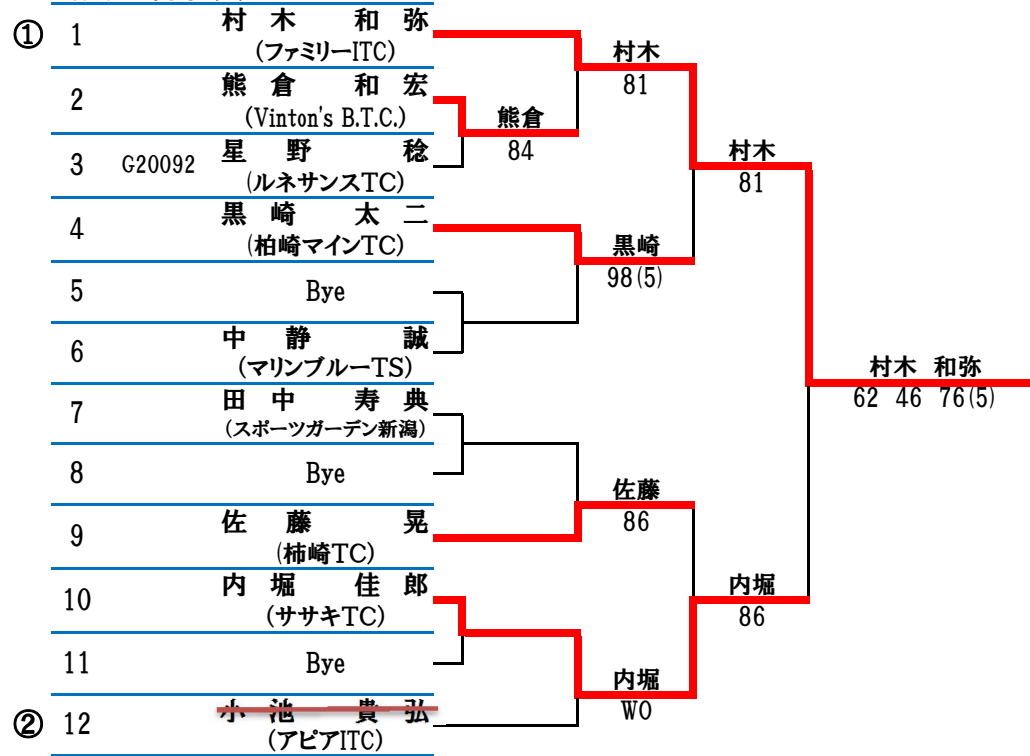 ① 1 村木 和弥
(ファミリーITC)
2 熊倉 和宏
(Vinton's B.T.C.)
3 G20092 星野 稔
(ルネサンスTC)
4 黒崎 太二
(柏崎マインTC)
5 Bye
6 中静 誠
(マリンブルーTS)
7 田中 寿典
(スポーツガーデン新潟)
8 Bye
9 佐藤 晃
(柿崎TC)
10 内堀 佳郎
(ササキTC)
11 Bye
② 12 小池 貴弘
(アピアITC)
熊倉
84
村木
81
黒崎
98(5)
佐藤
86
内堀
WO
村木
81
内堀
86
村木 和弥
62 46 76(5)